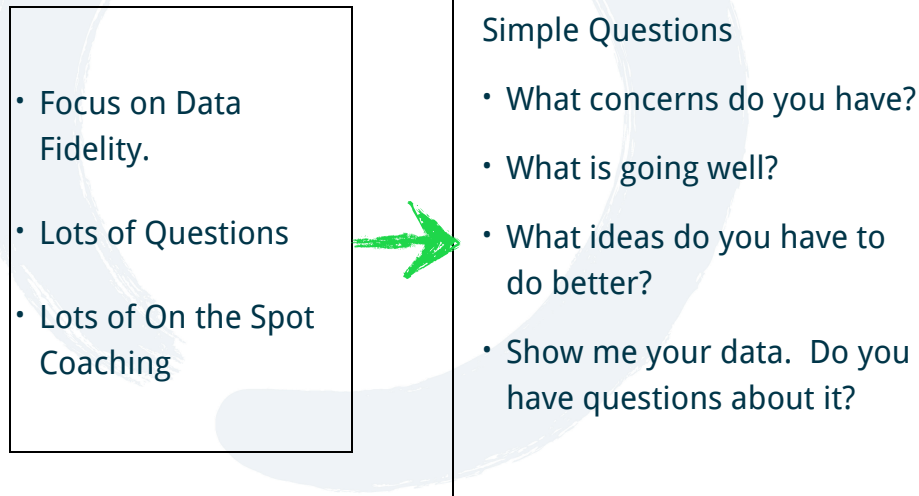 • Focus on Data
Fidelity.
• Lots of Questions
• Lots of On the Spot
Coaching
Simple Questions
• What concerns do you have?
• What is going well?
• What ideas do you have to
do better?
• Show me your data.  Do you
have questions about it?